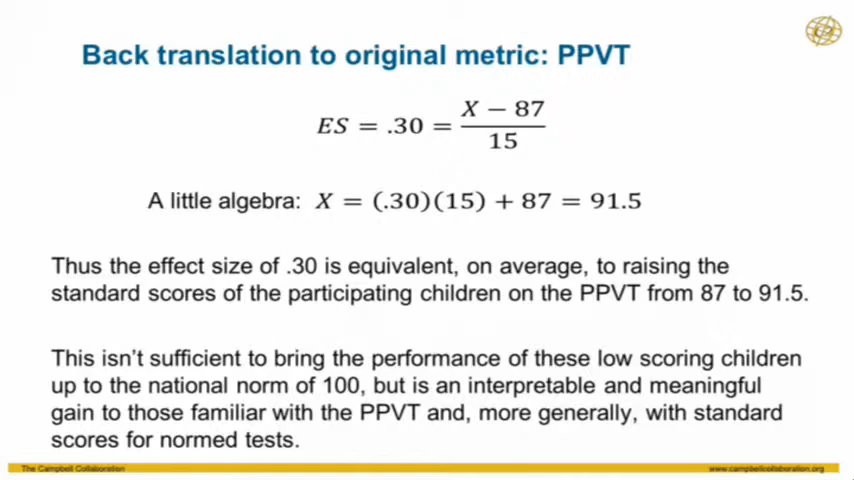 Back translation to original metric: PPVT
ES = .30 = \frac{X − 87}{15}
A little algebra: X = (.30)(15) + 87 = 91.5
Thus the effect size of .30 is equivalent, on average, to raising the
standard scores of the participating children on the PPVT from 87 to 91.5.
This isn't sufficient to bring the performance of these low scoring children
up to the national norm of 100, but is an interpretable and meaningful
gain to those familiar with the PPVT and, more generally, with standard
scores for normed tests.
The Campbell Collaboration
www.campbellcollaboration.org